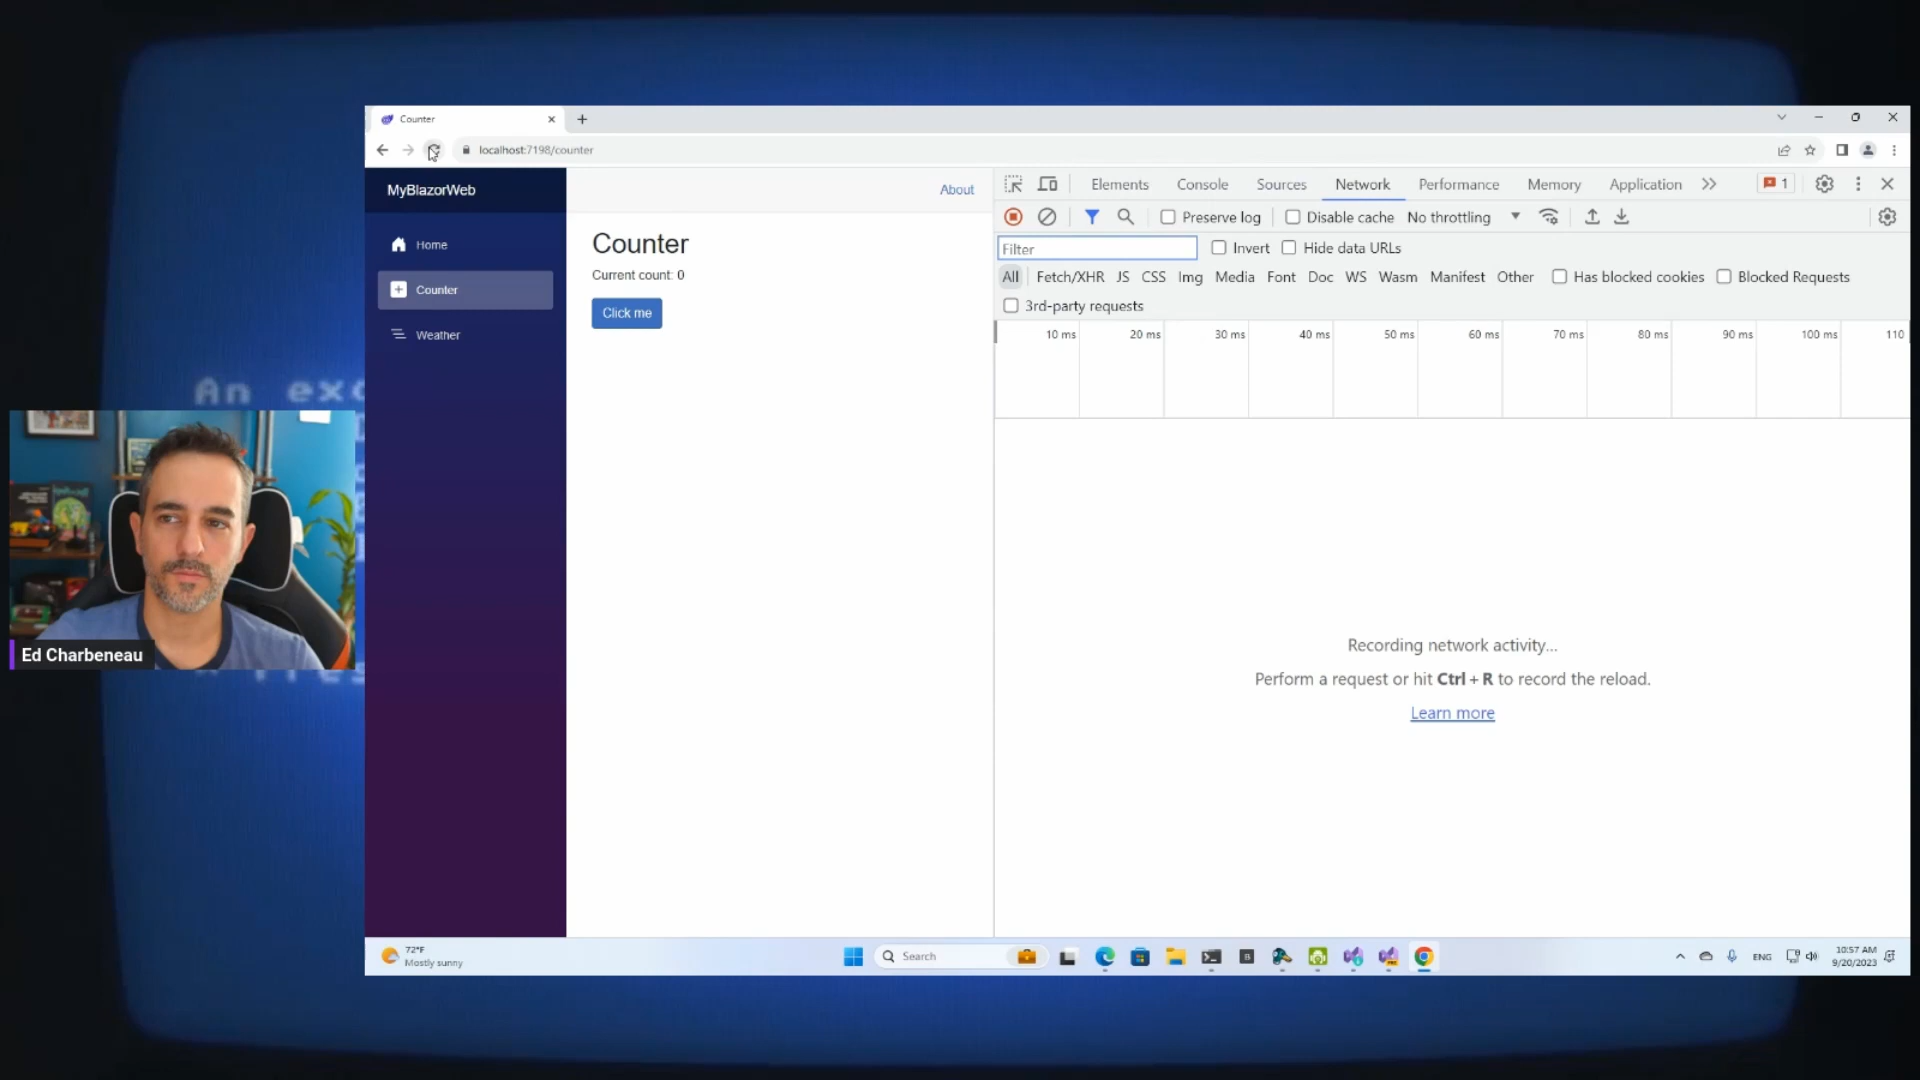 Counter
localhost:7198/counter
MyBlazorWeb
About
Home
Counter
Weather
Counter
Current count: 0
Click me
Elements Console Sources Network Performance Memory Application 1
Preserve log Disable cache No throttling
Filter Invert Hide data URLs
All Fetch/XHR JS CSS Img Media Font Doc WS Wasm Manifest Other Has blocked cookies Blocked Requests
3rd-party requests
10 ms 20 ms 30 ms 40 ms 50 ms 60 ms 70 ms 80 ms 90 ms 100 ms 110
Recording network activity...
Perform a request or hit Ctrl + R to record the reload.
Learn more
An exc
Ed Charbeneau
72°F
Mostly sunny
Search
ENG
10:57 AM
9/20/2023